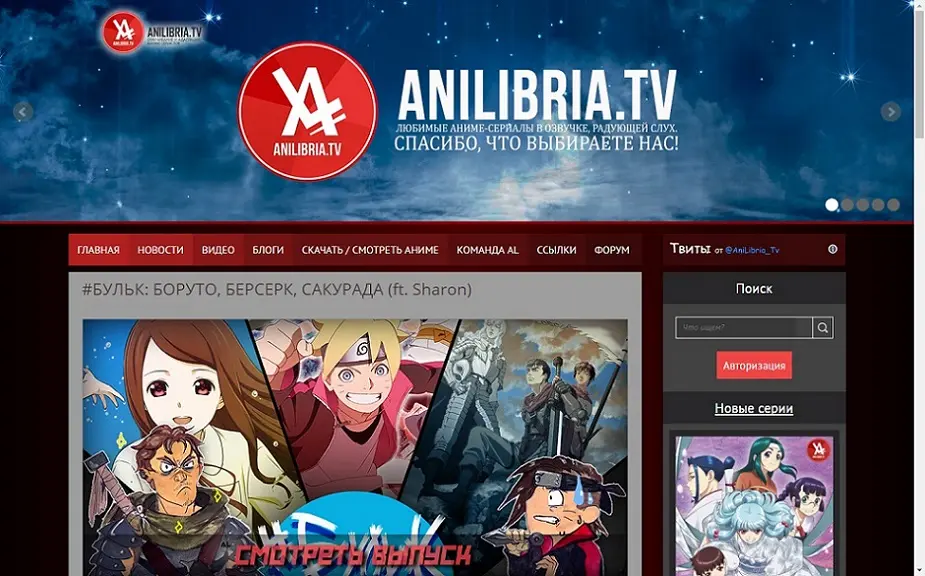 ANILIBRIA.TV
ANILIBRIA.TV
ЛЮБИМЫЕ АНИМЕ-СЕРИАЛЫ В ОЗВУЧКЕ, РАДУЮЩЕЙ СЛУХ.
СПАСИБО, ЧТО ВЫБИРАЕТЕ НАС!
ANILIBRIA.TV
ГЛАВНАЯ НОВОСТИ ВИДЕО БЛОГИ СКАЧАТЬ / СМОТРЕТЬ АНИМЕ КОМАНДА AL ССЫЛКИ ФОРУМ
Твиты от @AniLibria_Tv
#БУЛЬК: БОРУТО, БЕРСЕРК, САКУРАДА (ft. Sharon)
Поиск
Что ищем?
Авторизация
Новые серии
СМОТРЕТЬ ВЫПУСК